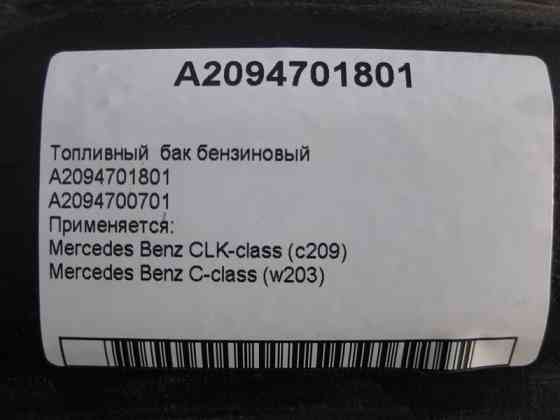 A2094701801
Топливный бак бензиновый
A2094701801
A2094700701
Применяется:
Mercedes Benz CLK-class (c209)
Mercedes Benz C-class (w203)